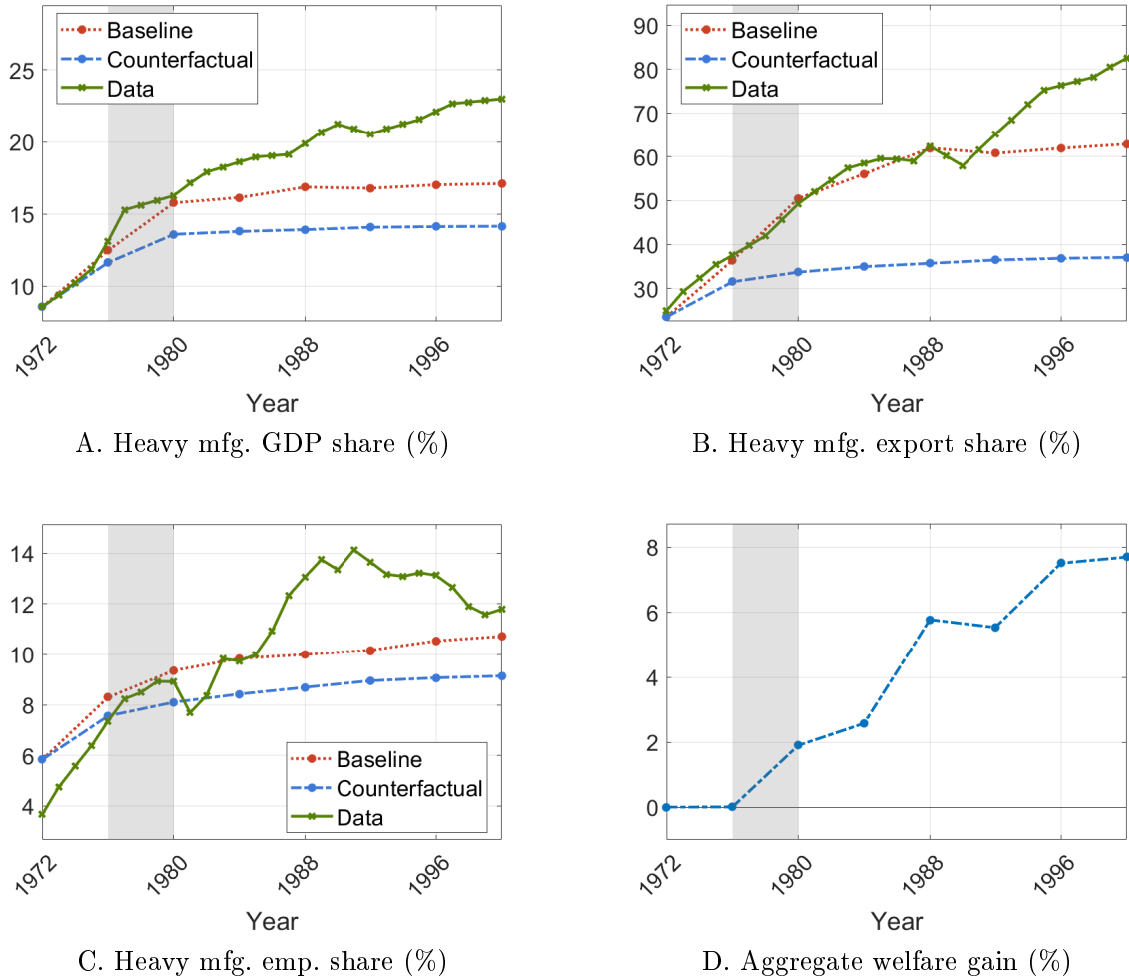 Baseline
Counterfactual
Data
25
20
15
10
1972
1980
1988
1996
Year
A. Heavy mfg. GDP share (%)
Baseline
Counterfactual
Data
90
80
70
60
50
40
30
1972
1980
1988
1996
Year
B. Heavy mfg. export share (%)
14
12
10
8
6
4
Baseline
Counterfactual
Data
1972
1980
1988
1996
Year
C. Heavy mfg. emp. share (%)
8
6
4
2
0
1972
1980
1988
1996
Year
D. Aggregate welfare gain (%)